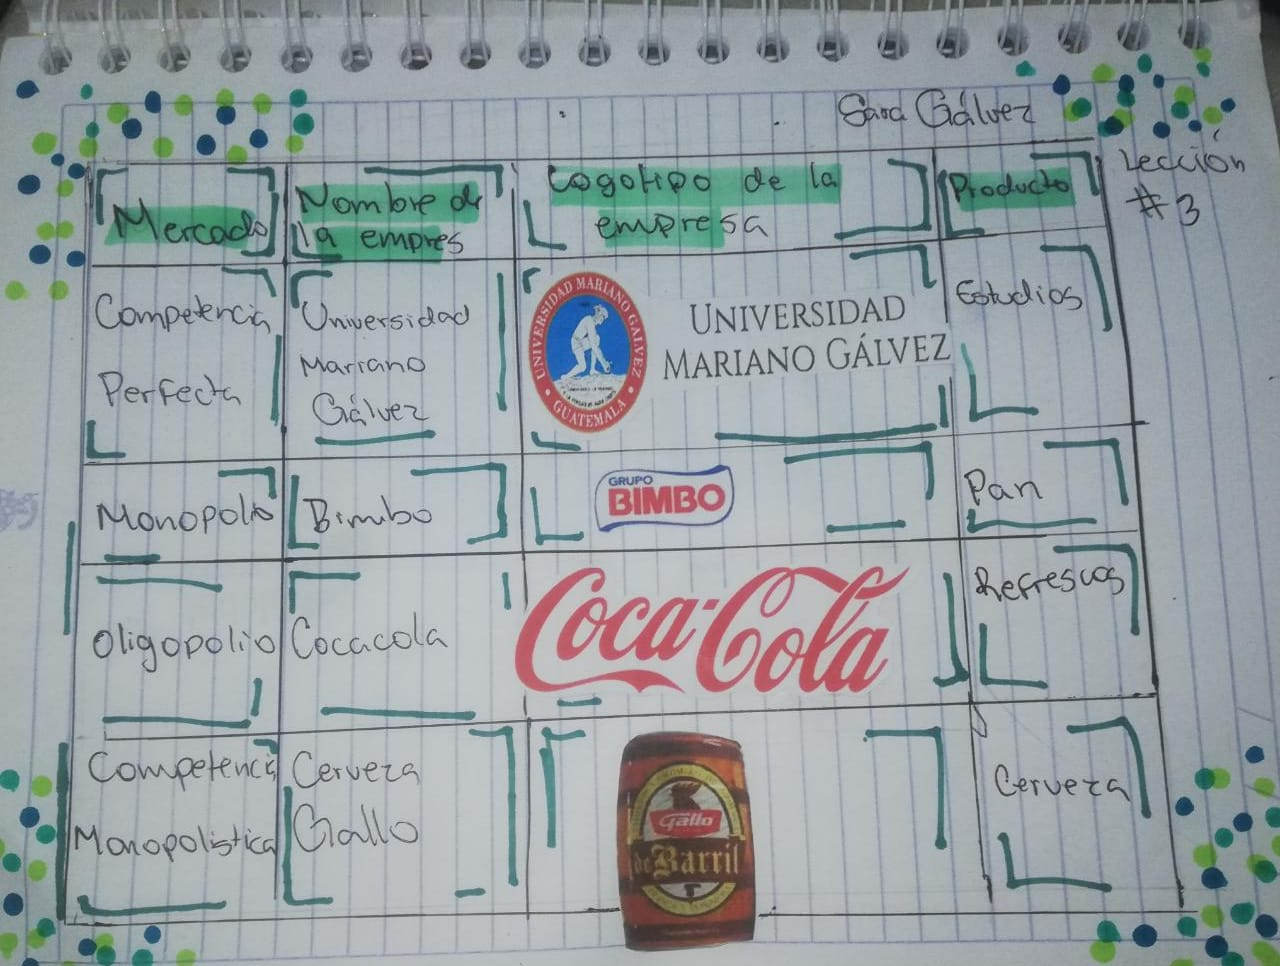 Sara Gálvez
Lección
#3
Mercado
Nombre de
la empres
Logotipo de la
empresa
Producto
Competencia
Perfecta
Universidad
Mariano
Gálvez
UNIVERSIDAD MARIANO GALVEZ
GUATEMALA
UNIVERSIDAD
MARIANO GÁLVEZ
Estudios
Monopolio
Bimbo
GRUPO
BIMBO
Pan
Oligopolio
Cocacola
Coca-Cola
Refrescos
Competencia
Monopolistica
Cerveza
Gallo
Gallo
de Barril
Cerveza